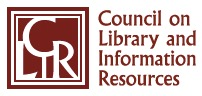 CLIR
Council on
Library and
Information
Resources